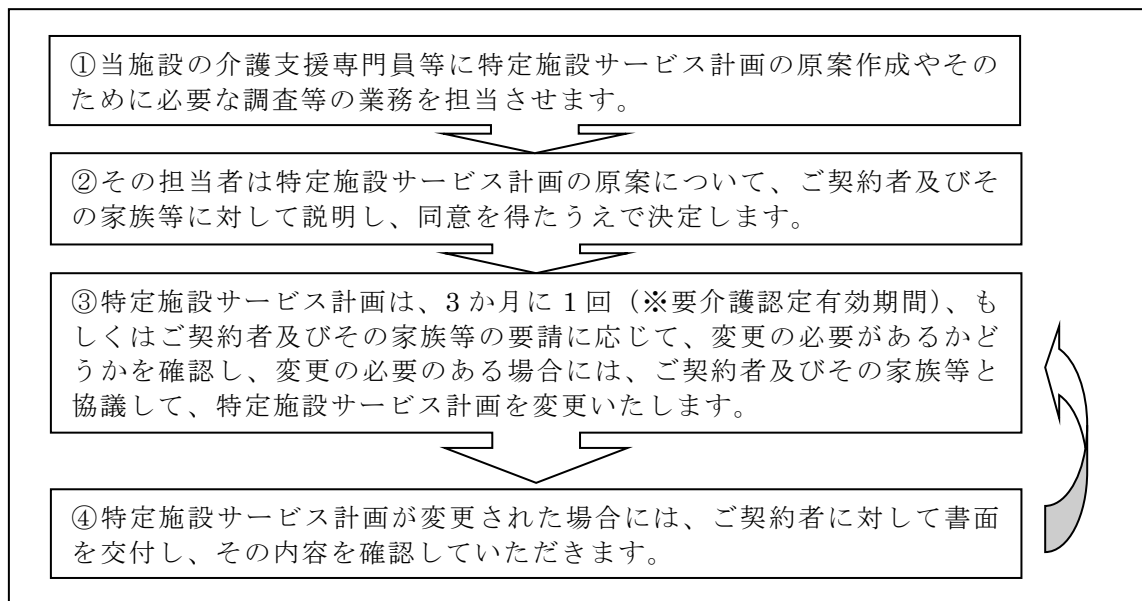 ①当施設の介護支援専門員等に特定施設サービス計画の原案作成やその
ために必要な調査等の業務を担当させます。
②その担当者は特定施設サービス計画の原案について、ご契約者及びそ
の家族等に対して説明し、同意を得たうえで決定します。
③特定施設サービス計画は、3 か月に 1 回（※要介護認定有効期間）、も
しくはご契約者及びその家族等の要請に応じて、変更の必要があるかど
うかを確認し、変更の必要のある場合には、ご契約者及びその家族等と
協議して、特定施設サービス計画を変更いたします。
④特定施設サービス計画が変更された場合には、ご契約者に対して書面
を交付し、その内容を確認していただきます。